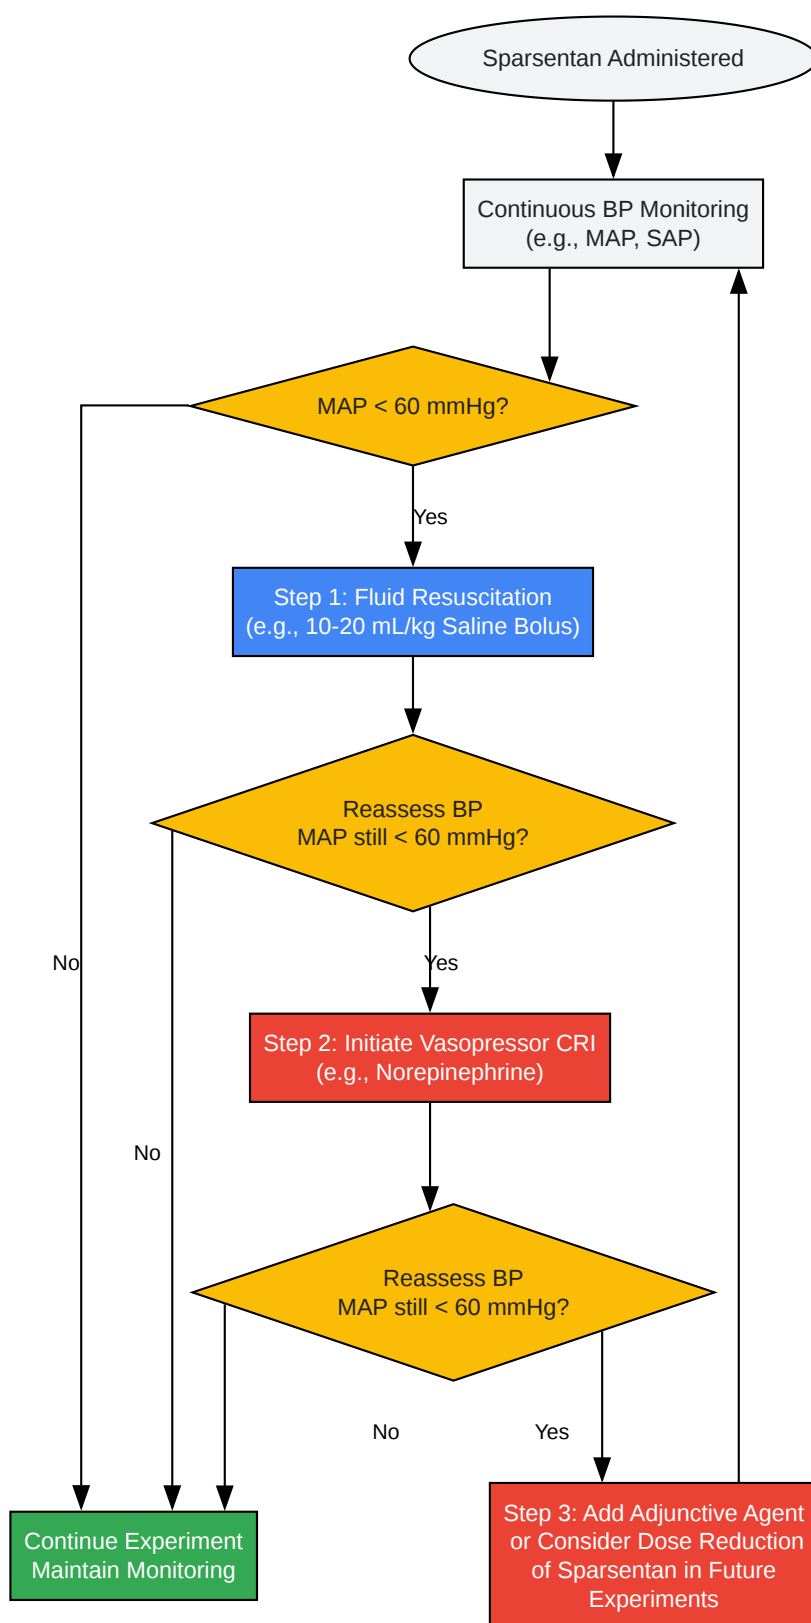 Sparsentan Administered
Continuous BP Monitoring
(e.g., MAP, SAP)
MAP < 60 mmHg?
Yes
Step 1: Fluid Resuscitation
(e.g., 10-20 mL/kg Saline Bolus)
Reassess BP
MAP still < 60 mmHg?
No
Yes
Step 2: Initiate Vasopressor CRI
(e.g., Norepinephrine)
No
Reassess BP
MAP still < 60 mmHg?
No
Yes
Continue Experiment
Maintain Monitoring
Step 3: Add Adjunctive Agent
or Consider Dose Reduction
of Sparsentan in Future
Experiments